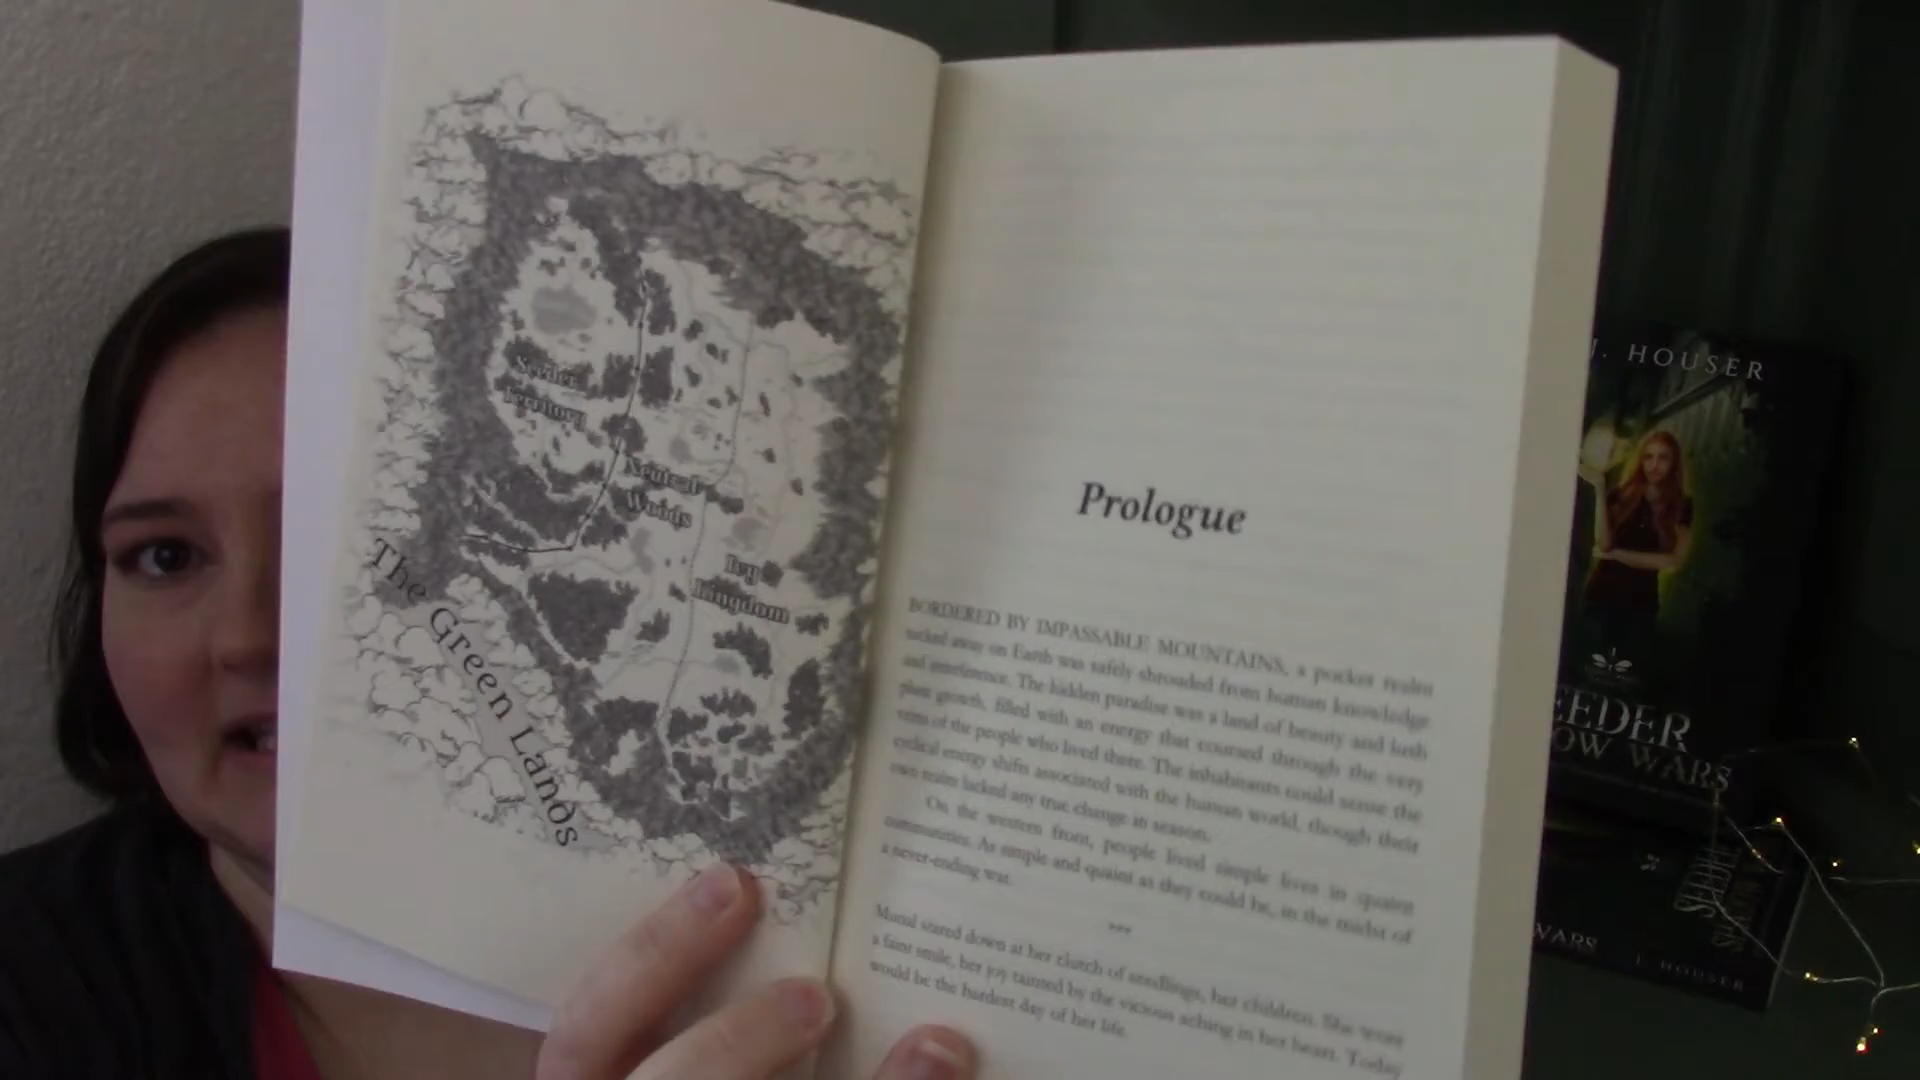 Seeder
Territory
Neutral
Woods
Ivy
Kingdom
The Green Lands
Prologue
BORDERED BY IMPASSABLE MOUNTAINS, a pocket realm
tucked away on Earth was safely shrouded from human knowledge
and interference. The hidden paradise was a land of beauty and lush
plant growth, filled with an energy that coursed through the very
veins of the people who lived there. The inhabitants could sense the
cyclical energy shifts associated with the human world, though their
own realm lacked any true change in season.
On the western front, people lived simple lives in quaint
communities. As simple and quaint as they could be, in the midst of
a never-ending war.
***
stared down at her clutch of seedlings, her children. She wore
a faint smile, her joy tainted by the vicious aching in her heart. Today
would be the hardest day of her life.
J. HOUSER
EEDER
OW WARS
WARS
J. HOUSER